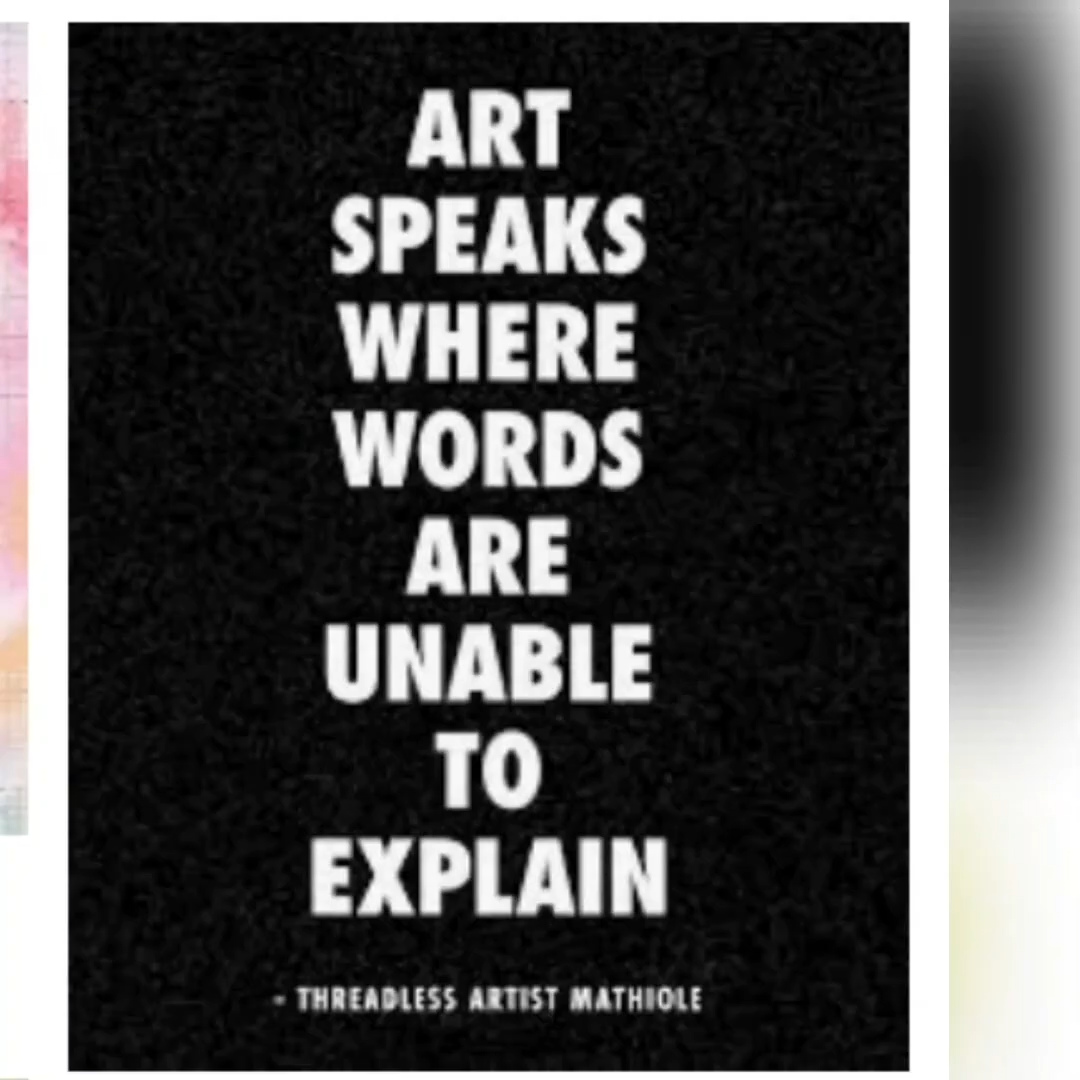 ART
SPEAKS
WHERE
WORDS
ARE
UNABLE
TO
EXPLAIN
- THREADLESS ARTIST MATHIOLE